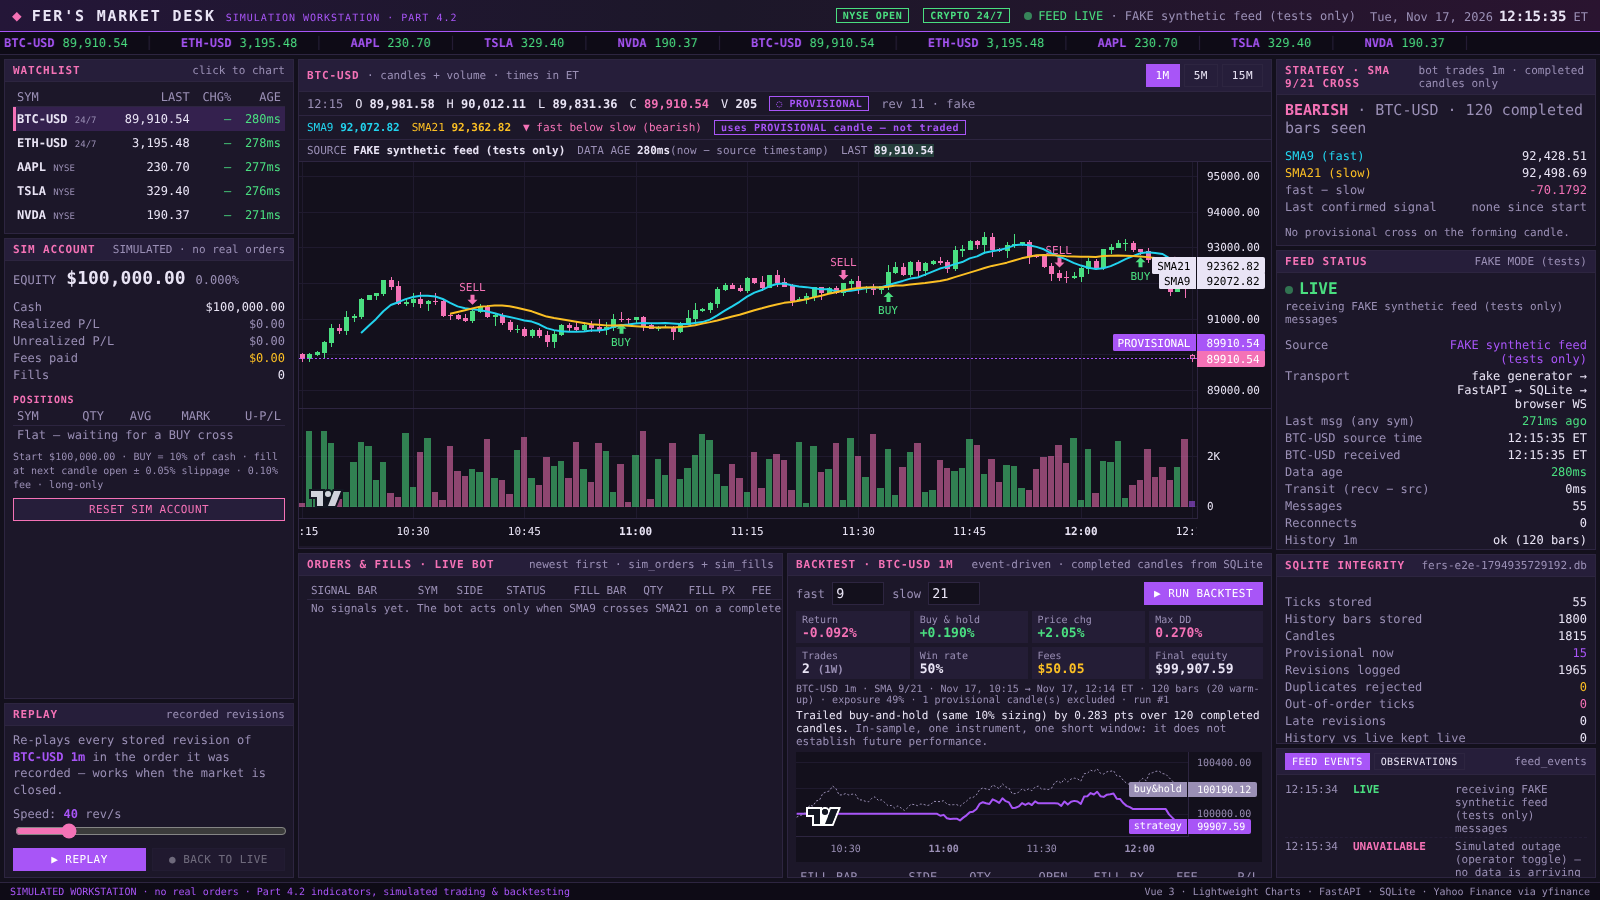 ◆ FER'S MARKET DESK SIMULATION WORKSTATION · PART 4.2
NYSE OPEN CRYPTO 24/7 ● FEED LIVE · FAKE synthetic feed (tests only) Tue, Nov 17, 2026 12:15:35 ET
BTC-USD 89,910.54 ETH-USD 3,195.48 AAPL 230.70 TSLA 329.40 NVDA 190.37 BTC-USD 89,910.54 ETH-USD 3,195.48 AAPL 230.70 TSLA 329.40 NVDA 190.37
WATCHLIST click to chart
SYM LAST CHG% AGE
BTC-USD 24/7 89,910.54 — 280ms
ETH-USD 24/7 3,195.48 — 278ms
AAPL NYSE 230.70 — 277ms
TSLA NYSE 329.40 — 276ms
NVDA NYSE 190.37 — 271ms
SIM ACCOUNT SIMULATED · no real orders
EQUITY $100,000.00 0.000%
Cash $100,000.00
Realized P/L $0.00
Unrealized P/L $0.00
Fees paid $0.00
Fills 0
POSITIONS
SYM QTY AVG MARK U-P/L
Flat — waiting for a BUY cross
Start $100,000.00 · BUY = 10% of cash · fill
at next candle open ± 0.05% slippage · 0.10%
fee · long-only
RESET SIM ACCOUNT
REPLAY recorded revisions
Re-plays every stored revision of
BTC-USD 1m in the order it was
recorded — works when the market is
closed.
Speed: 40 rev/s
▶ REPLAY ● BACK TO LIVE
BTC-USD · candles + volume · times in ET 1M 5M 15M
12:15 O 89,981.58 H 90,012.11 L 89,831.36 C 89,910.54 V 205 ◌ PROVISIONAL rev 11 · fake
SMA9 92,072.82 SMA21 92,362.82 ▼ fast below slow (bearish) uses PROVISIONAL candle — not traded
SOURCE FAKE synthetic feed (tests only) DATA AGE 280ms(now − source timestamp) LAST 89,910.54
95000.00
94000.00
93000.00
SMA21 92362.82
SMA9 92072.82
91000.00
PROVISIONAL 89910.54
89910.54
89000.00
SELL
BUY
SELL
BUY
SELL
BUY
2K
0
:15 10:30 10:45 11:00 11:15 11:30 11:45 12:00 12:
ORDERS & FILLS · LIVE BOT newest first · sim_orders + sim_fills
SIGNAL BAR SYM SIDE STATUS FILL BAR QTY FILL PX FEE
No signals yet. The bot acts only when SMA9 crosses SMA21 on a complete
BACKTEST · BTC-USD 1M event-driven · completed candles from SQLite
fast 9 slow 21 ▶ RUN BACKTEST
Return Buy & hold Price chg Max DD
-0.092% +0.190% +2.05% 0.270%
Trades Win rate Fees Final equity
2 (1W) 50% $50.05 $99,907.59
BTC-USD 1m · SMA 9/21 · Nov 17, 10:15 → Nov 17, 12:14 ET · 120 bars (20 warm-
up) · exposure 49% · 1 provisional candle(s) excluded · run #1
Trailed buy-and-hold (same 10% sizing) by 0.283 pts over 120 completed
candles. In-sample, one instrument, one short window: it does not
establish future performance.
100400.00
buy&hold 100190.12
100000.00
strategy 99907.59
10:30 11:00 11:30 12:00
FILL BAR SIDE QTY OPEN FILL PX FEE P/L
STRATEGY · SMA 9/21 CROSS bot trades 1m · completed candles only
BEARISH · BTC-USD · 120 completed
bars seen
SMA9 (fast) 92,428.51
SMA21 (slow) 92,498.69
fast − slow -70.1792
Last confirmed signal none since start
No provisional cross on the forming candle.
FEED STATUS FAKE MODE (tests)
● LIVE
receiving FAKE synthetic feed (tests only)
messages
Source FAKE synthetic feed
(tests only)
Transport fake generator →
FastAPI → SQLite →
browser WS
Last msg (any sym) 271ms ago
BTC-USD source time 12:15:35 ET
BTC-USD received 12:15:35 ET
Data age 280ms
Transit (recv − src) 0ms
Messages 55
Reconnects 0
History 1m ok (120 bars)
SQLITE INTEGRITY fers-e2e-1794935729192.db
Ticks stored 55
History bars stored 1800
Candles 1815
Provisional now 15
Revisions logged 1965
Duplicates rejected 0
Out-of-order ticks 0
Late revisions 0
History vs live kept live 0
FEED EVENTS OBSERVATIONS feed_events
12:15:34 LIVE receiving FAKE
synthetic feed
(tests only)
messages
12:15:34 UNAVAILABLE Simulated outage
(operator toggle) —
no data is arriving
SIMULATED WORKSTATION · no real orders · Part 4.2 indicators, simulated trading & backtesting
Vue 3 · Lightweight Charts · FastAPI · SQLite · Yahoo Finance via yfinance